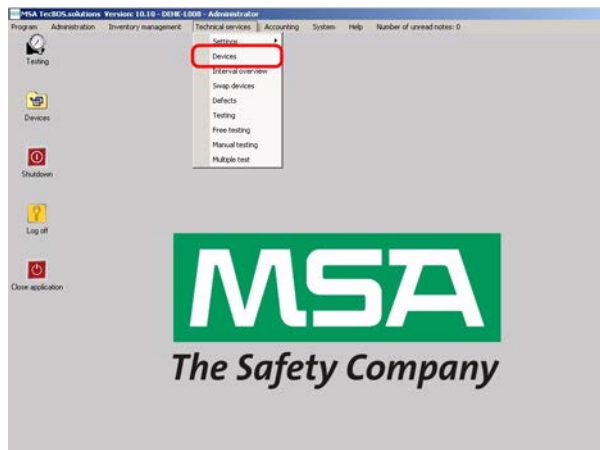 MSA TecBOS.solutions Version: 10.10 - DEHK-L008 - Administrator
Program Administration Inventory management Technical services Accounting System Help Number of unread notes: 0
Settings
Devices
Interval overview
Swap devices
Defects
Testing
Free testing
Manual testing
Multiple test
Testing
Devices
Shutdown
Log off
Close application
MSA
The Safety Company